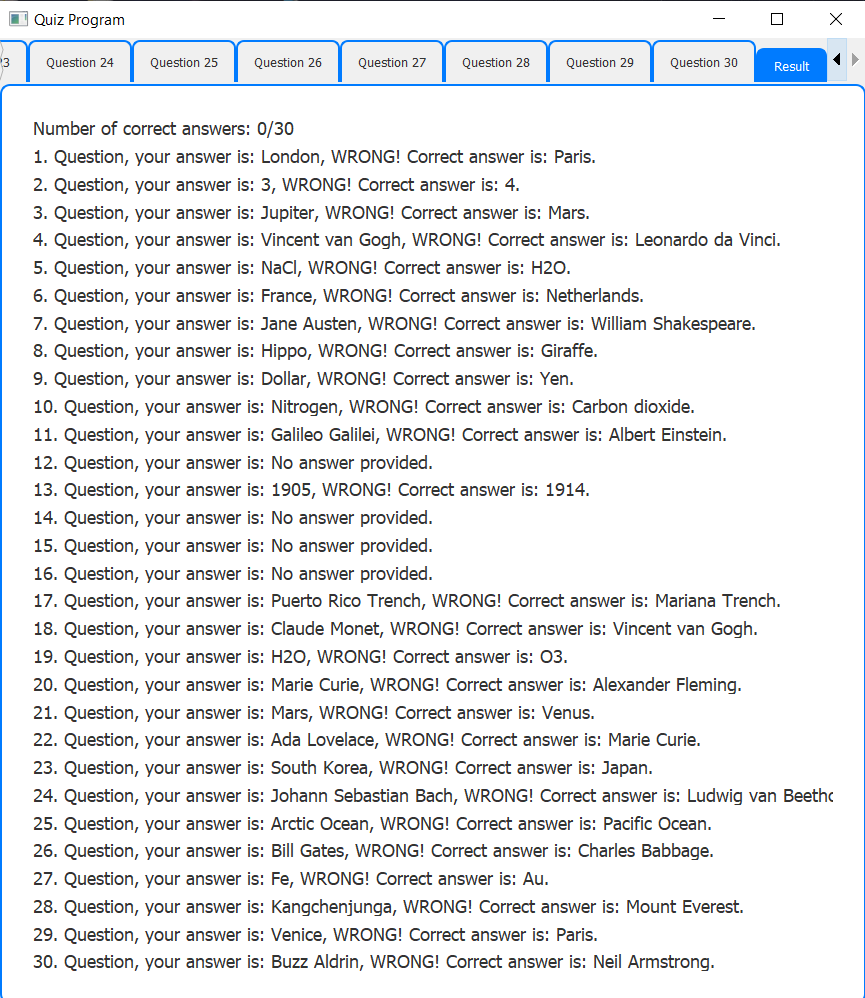 Quiz Program
Question 24 Question 25 Question 26 Question 27 Question 28 Question 29 Question 30 Result
Number of correct answers: 0/30
1. Question, your answer is: London, WRONG! Correct answer is: Paris.
2. Question, your answer is: 3, WRONG! Correct answer is: 4.
3. Question, your answer is: Jupiter, WRONG! Correct answer is: Mars.
4. Question, your answer is: Vincent van Gogh, WRONG! Correct answer is: Leonardo da Vinci.
5. Question, your answer is: NaCl, WRONG! Correct answer is: H2O.
6. Question, your answer is: France, WRONG! Correct answer is: Netherlands.
7. Question, your answer is: Jane Austen, WRONG! Correct answer is: William Shakespeare.
8. Question, your answer is: Hippo, WRONG! Correct answer is: Giraffe.
9. Question, your answer is: Dollar, WRONG! Correct answer is: Yen.
10. Question, your answer is: Nitrogen, WRONG! Correct answer is: Carbon dioxide.
11. Question, your answer is: Galileo Galilei, WRONG! Correct answer is: Albert Einstein.
12. Question, your answer is: No answer provided.
13. Question, your answer is: 1905, WRONG! Correct answer is: 1914.
14. Question, your answer is: No answer provided.
15. Question, your answer is: No answer provided.
16. Question, your answer is: No answer provided.
17. Question, your answer is: Puerto Rico Trench, WRONG! Correct answer is: Mariana Trench.
18. Question, your answer is: Claude Monet, WRONG! Correct answer is: Vincent van Gogh.
19. Question, your answer is: H2O, WRONG! Correct answer is: O3.
20. Question, your answer is: Marie Curie, WRONG! Correct answer is: Alexander Fleming.
21. Question, your answer is: Mars, WRONG! Correct answer is: Venus.
22. Question, your answer is: Ada Lovelace, WRONG! Correct answer is: Marie Curie.
23. Question, your answer is: South Korea, WRONG! Correct answer is: Japan.
24. Question, your answer is: Johann Sebastian Bach, WRONG! Correct answer is: Ludwig van
25. Question, your answer is: Arctic Ocean, WRONG! Correct answer is: Pacific Ocean.
26. Question, your answer is: Bill Gates, WRONG! Correct answer is: Charles Babbage.
27. Question, your answer is: Fe, WRONG! Correct answer is: Au.
28. Question, your answer is: Kangchenjunga, WRONG! Correct answer is: Mount Everest.
29. Question, your answer is: Venice, WRONG! Correct answer is: Paris.
30. Question, your answer is: Buzz Aldrin, WRONG! Correct answer is: Neil Armstrong.